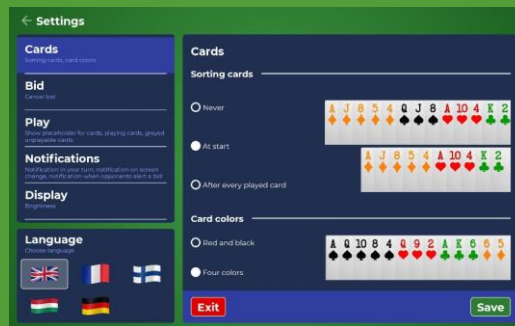 ← Settings
Cards
Sorting cards, card colors
Bid
Cancel bid
Play
Show placeholder for cards, playing cards, greyed
unplayable cards
Notifications
Notification in your turn, notification on screen
change, notification when opponents alert a bid
Display
Brightness
Language
Choose language
Cards
Sorting cards
Never
A J 8 5 4 Q J 8 A 10 4 K 2
At start
A J 8 5 4 A 10 4 K 2
After every played card
Card colors
Red and black
A Q 10 8 4 Q 9 2 A K 6 6 5
Four colors
Exit
Save